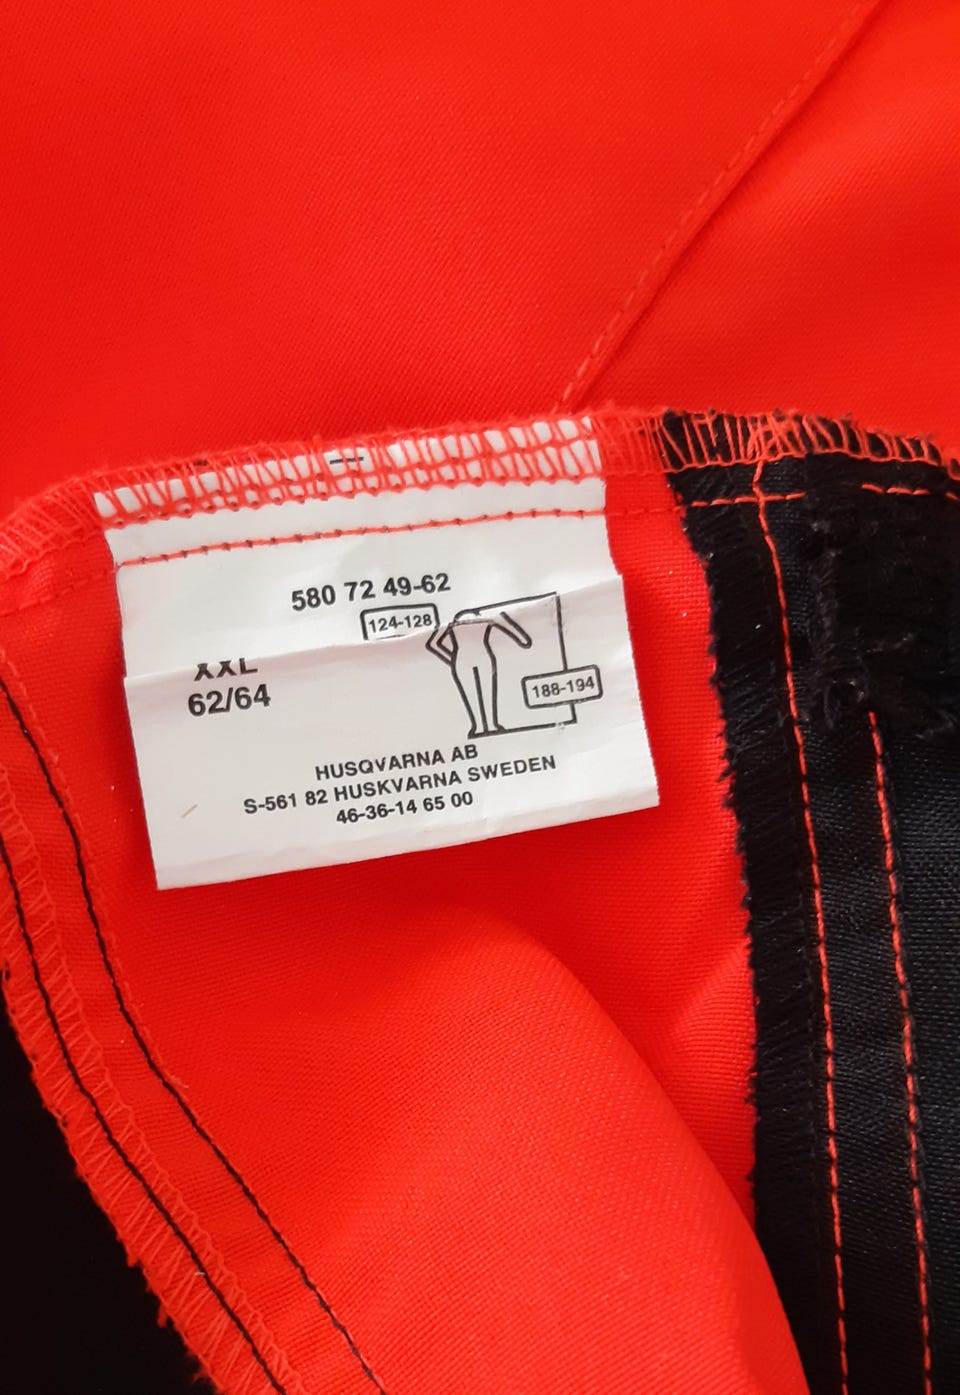 580 72 49-62
124-128
XXL
62/64
188-194
HUSQVARNA AB
S-561 82 HUSKVARNA SWEDEN
46-36-14 65 00